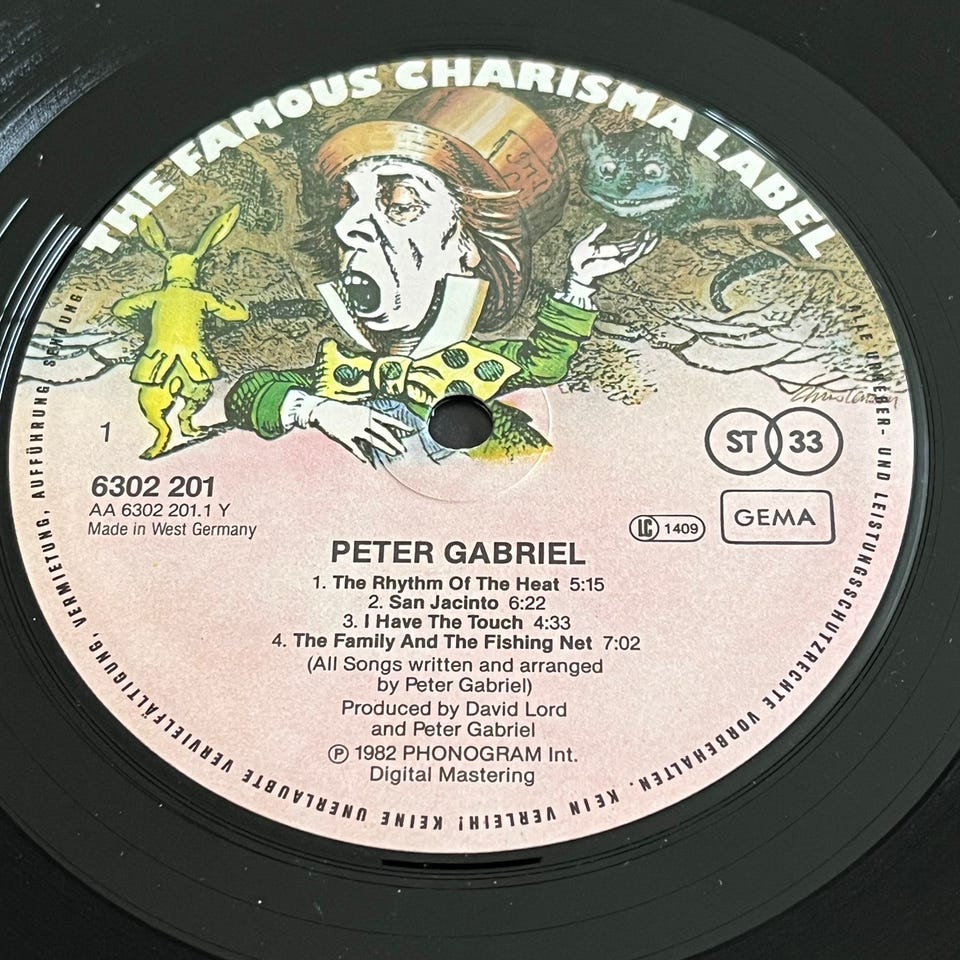 THE FAMOUS CHARISMA LABEL
1
6302 201
AA 6302 201.1 Y
Made in West Germany
ST 33
LC 1409
GEMA
PETER GABRIEL
1. The Rhythm Of The Heat 5:15
2. San Jacinto 6:22
3. I Have The Touch 4:33
4. The Family And The Fishing Net 7:02
(All Songs written and arranged
by Peter Gabriel)
Produced by David Lord
and Peter Gabriel
Ⓟ 1982 PHONOGRAM Int.
Digital Mastering
ALLE URHEBER- UND LEISTUNGSSCHUTZRECHTE VORBEHALTEN. KEIN VERLEIH! KEINE UNERLAUBTE VERVIELFÄLTIGUNG, VERMIETUNG, AUFFÜHRUNG, SENDUNG!